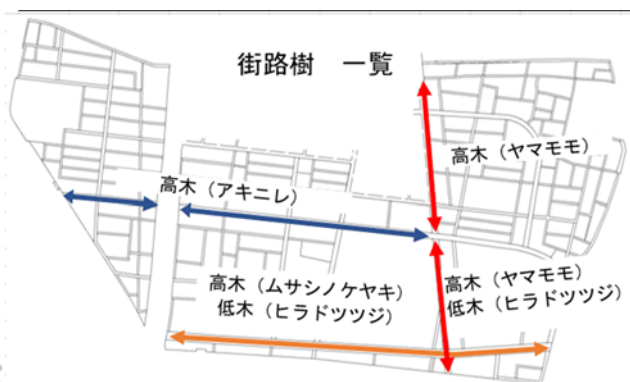 街路樹　一覧
高木（ヤマモモ）
高木（アキニレ）
高木（ムサシノケヤキ）
低木（ヒラドツツジ）
高木（ヤマモモ）
低木（ヒラドツツジ）